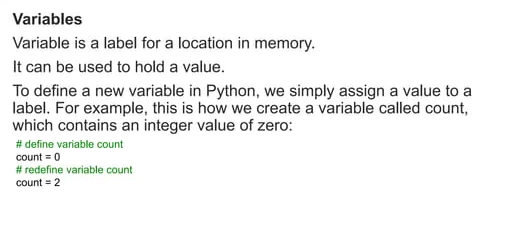 Variables
Variable is a label for a location in memory.
It can be used to hold a value.
To define a new variable in Python, we simply assign a value to a
label. For example, this is how we create a variable called count,
which contains an integer value of zero:
# define variable count
count = 0
# redefine variable count
count = 2